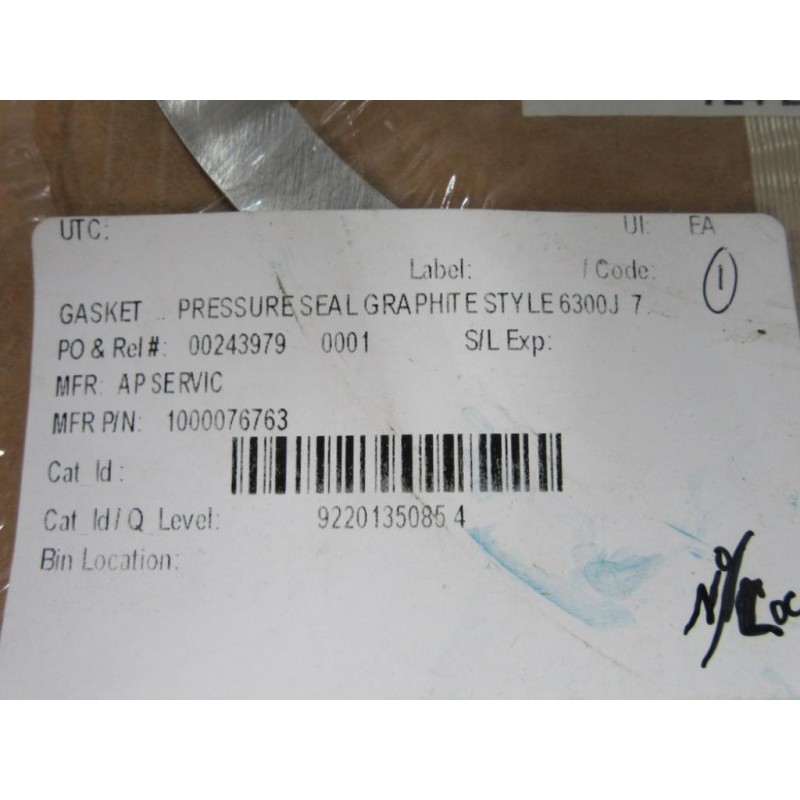 UTC: UI: EA
Label: / Code: 1
GASKET .. PRESSURE SEAL GRAPHITE STYLE 6300J 7.
PO & Rel #: 00243979 0001 S/L Exp:
MFR: AP SERVIC
MFR P/N: 1000076763
Cat Id :
Cat Id / Q Level: 9220135085 4
Bin Location:
N/